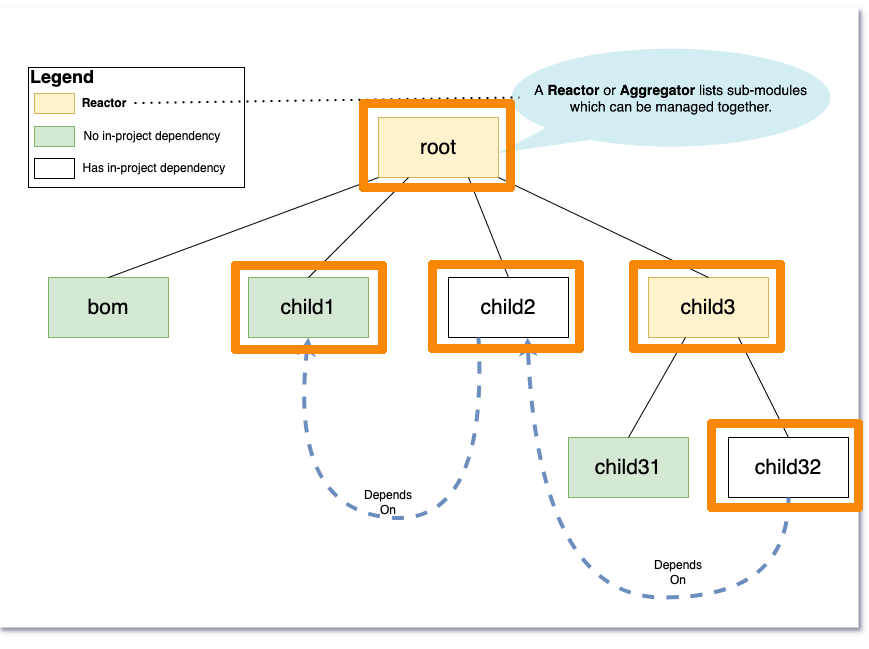 Legend
Reactor
No in-project dependency
Has in-project dependency
A Reactor or Aggregator lists sub-modules
which can be managed together.
root
bom
child1
child2
child3
child31
child32
Depends
On
Depends
On